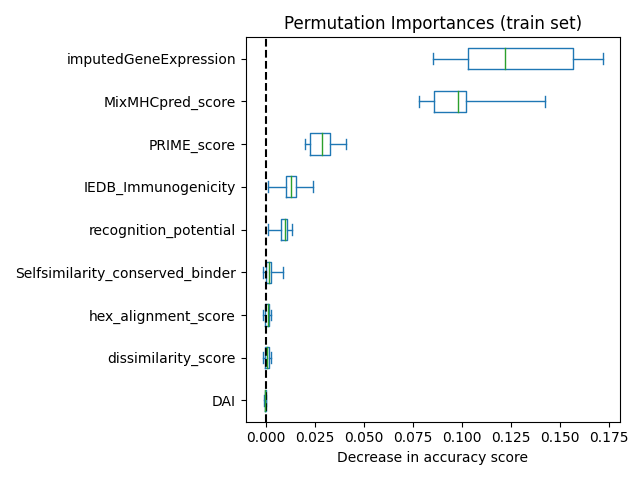 Permutation Importances (train set)
imputedGeneExpression
MixMHCpred_score
PRIME_score
IEDB_Immunogenicity
recognition_potential
Selfsimilarity_conserved_binder
hex_alignment_score
dissimilarity_score
DAI
0.000 0.025 0.050 0.075 0.100 0.125 0.150 0.175
Decrease in accuracy score